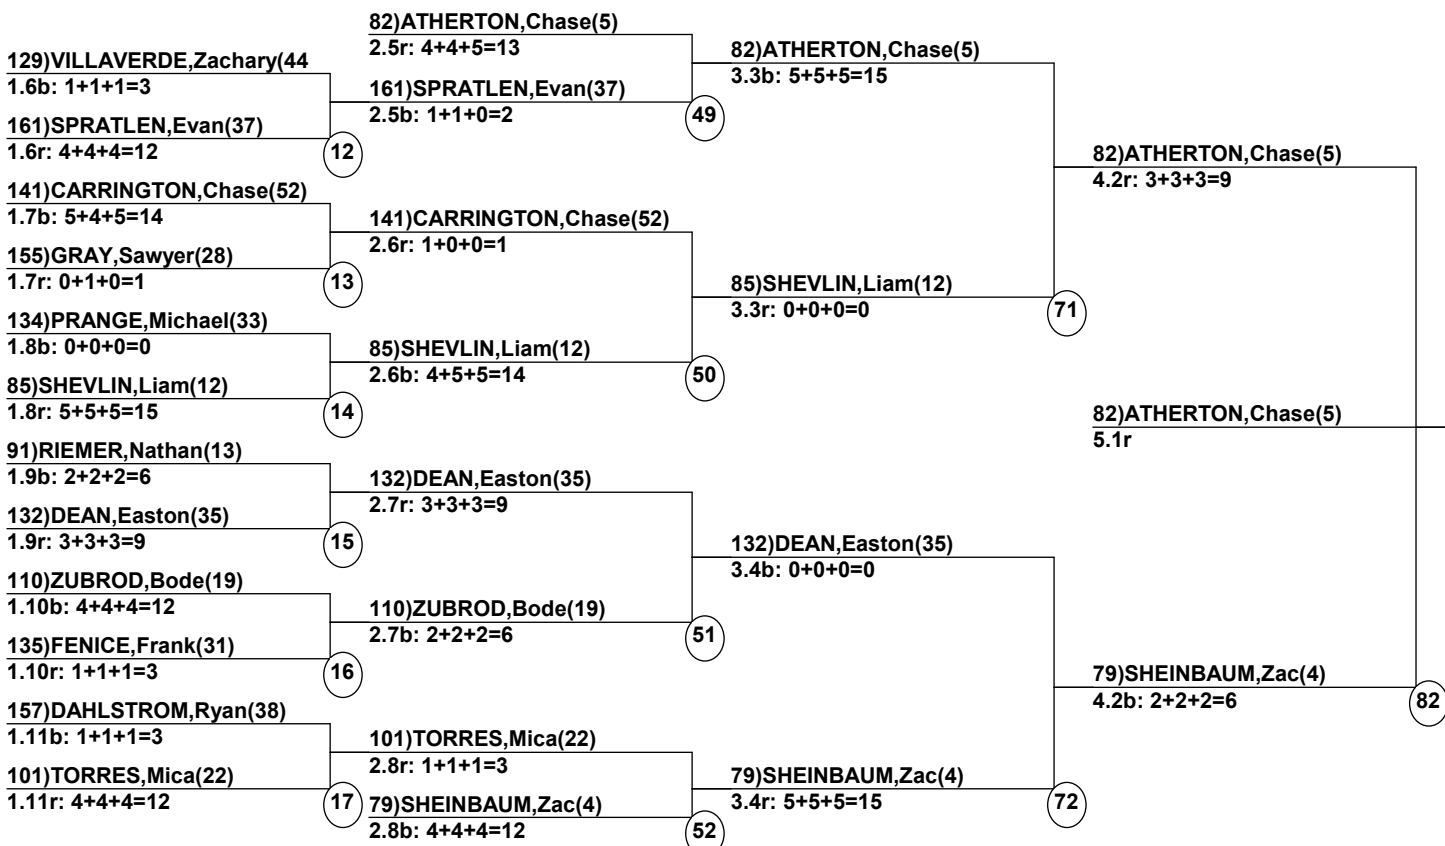 129)VILLAVERDE,Zachary(44
1.6b: 1+1+1=3
161)SPRATLEN,Evan(37)
1.6r: 4+4+4=12
12
141)CARRINGTON,Chase(52)
1.7b: 5+4+5=14
155)GRAY,Sawyer(28)
1.7r: 0+1+0=1
13
134)PRANGE,Michael(33)
1.8b: 0+0+0=0
85)SHEVLIN,Liam(12)
1.8r: 5+5+5=15
14
91)RIEMER,Nathan(13)
1.9b: 2+2+2=6
132)DEAN,Easton(35)
1.9r: 3+3+3=9
15
110)ZUBROD,Bode(19)
1.10b: 4+4+4=12
135)FENICE,Frank(31)
1.10r: 1+1+1=3
16
157)DAHLSTROM,Ryan(38)
1.11b: 1+1+1=3
101)TORRES,Mica(22)
1.11r: 4+4+4=12
17
82)ATHERTON,Chase(5)
2.5r: 4+4+5=13
161)SPRATLEN,Evan(37)
2.5b: 1+1+0=2
49
141)CARRINGTON,Chase(52)
2.6r: 1+0+0=1
85)SHEVLIN,Liam(12)
2.6b: 4+5+5=14
50
132)DEAN,Easton(35)
2.7r: 3+3+3=9
110)ZUBROD,Bode(19)
2.7b: 2+2+2=6
51
101)TORRES,Mica(22)
2.8r: 1+1+1=3
79)SHEINBAUM,Zac(4)
2.8b: 4+4+4=12
52
82)ATHERTON,Chase(5)
3.3b: 5+5+5=15
85)SHEVLIN,Liam(12)
3.3r: 0+0+0=0
71
132)DEAN,Easton(35)
3.4b: 0+0+0=0
79)SHEINBAUM,Zac(4)
3.4r: 5+5+5=15
72
82)ATHERTON,Chase(5)
4.2r: 3+3+3=9
82)ATHERTON,Chase(5)
5.1r
79)SHEINBAUM,Zac(4)
4.2b: 2+2+2=6
82